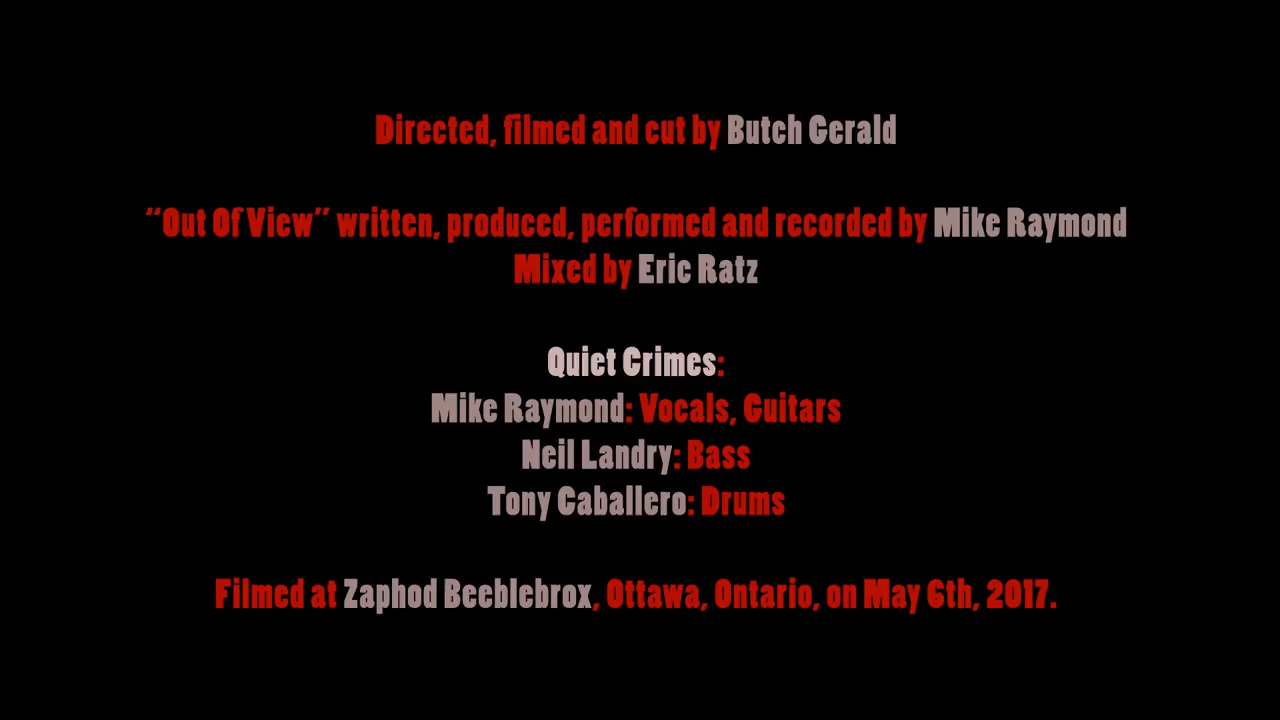 Directed, filmed and cut by Butch Gerald
“Out Of View” written, produced, performed and recorded by Mike Raymond
Mixed by Eric Ratz
Quiet Crimes:
Mike Raymond: Vocals, Guitars
Neil Landry: Bass
Tony Caballero: Drums
Filmed at Zaphod Beeblebrox, Ottawa, Ontario, on May 6th, 2017.